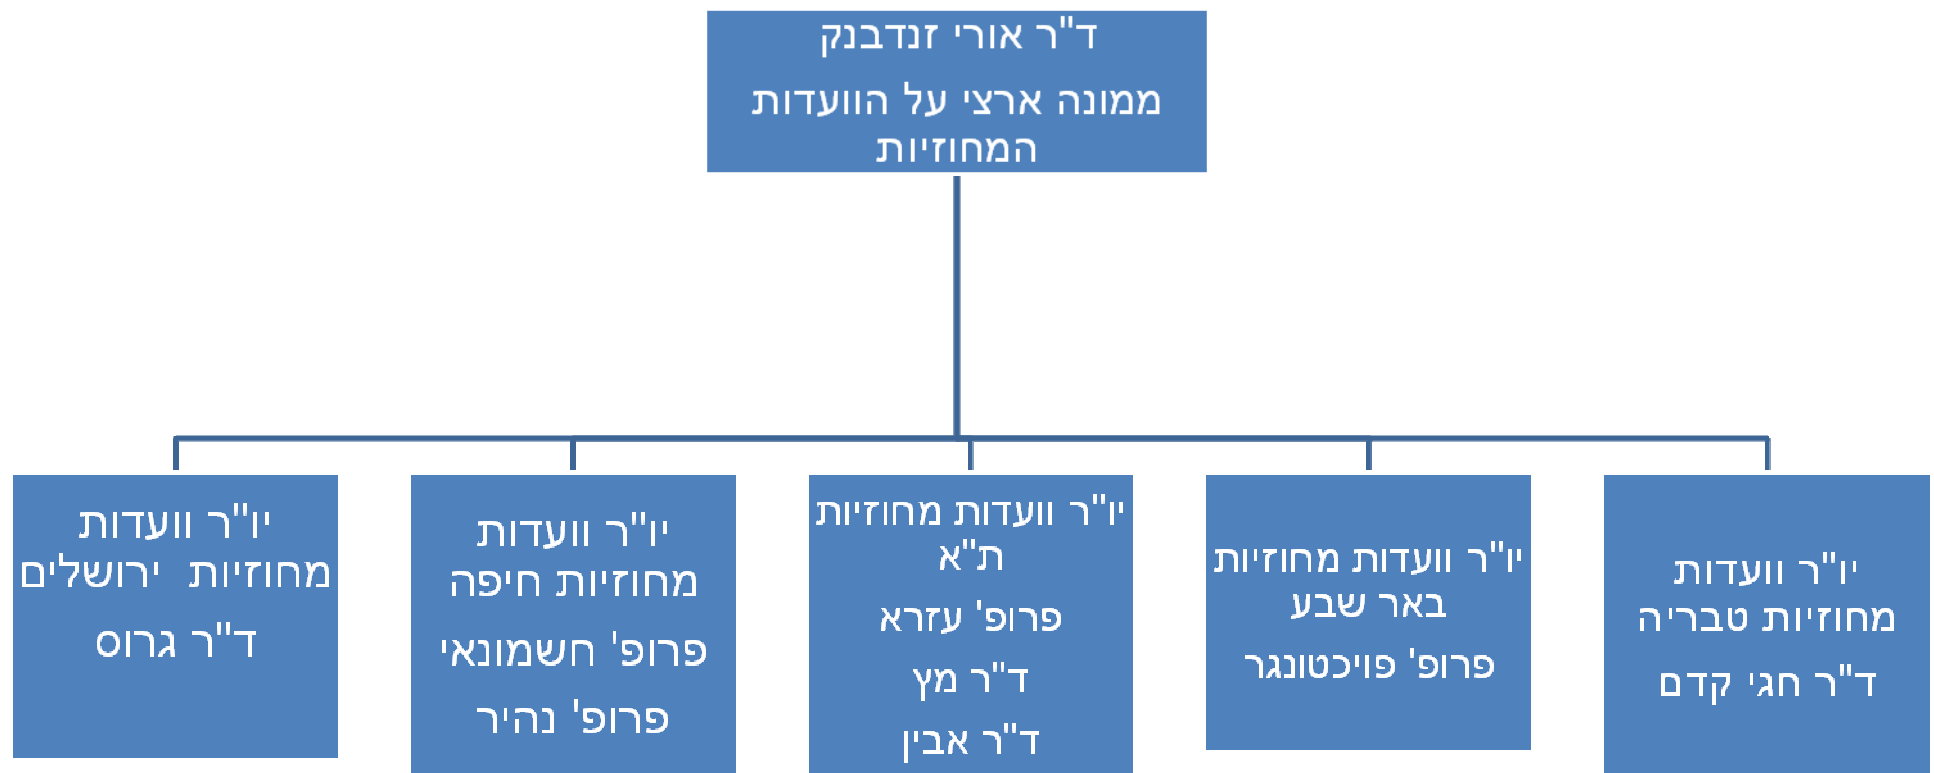 ד"ר אורי זנדבנק
ממונה ארצי על הוועדות
המחוזיות
יו"ר וועדות
מחוזיות טבריה
ד"ר חגי קדם
יו"ר וועדות מחוזיות
באר שבע
פרופ' פויכטונגר
יו"ר וועדות מחוזיות
ת"א
פרופ' עזרא
ד"ר מץ
ד"ר אבין
יו"ר וועדות
מחוזיות חיפה
פרופ' חשמונאי
פרופ' נהיר
יו"ר וועדות
מחוזיות ירושלים
ד"ר גרוס